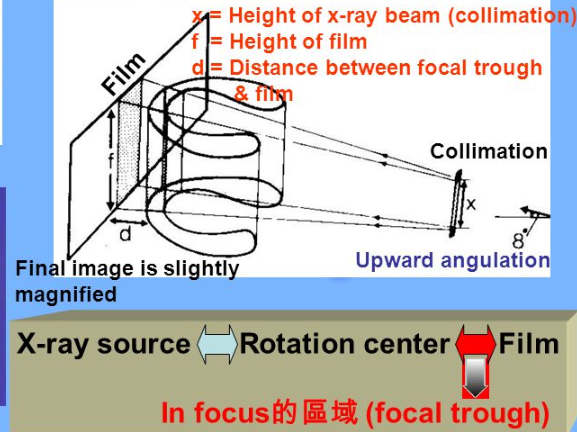 x = Height of x-ray beam (collimation)
f = Height of film
d = Distance between focal trough
& film
Film
Collimation
f
x
d
8°
Upward angulation
Final image is slightly
magnified
X-ray source Rotation center Film
In focus的區域 (focal trough)